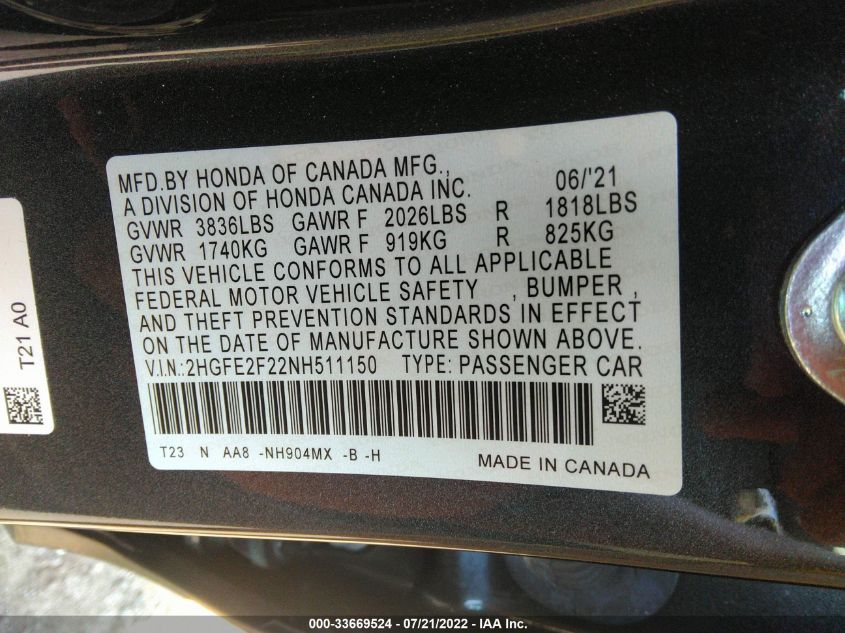 MFD.BY HONDA OF CANADA MFG.,
A DIVISION OF HONDA CANADA INC. 06/'21
GVWR 3836LBS GAWR F 2026LBS R 1818LBS
GVWR 1740KG GAWR F 919KG R 825KG
THIS VEHICLE CONFORMS TO ALL APPLICABLE
FEDERAL MOTOR VEHICLE SAFETY , BUMPER ,
AND THEFT PREVENTION STANDARDS IN EFFECT
ON THE DATE OF MANUFACTURE SHOWN ABOVE.
V.I.N.:2HGFE2F22NH511150 TYPE: PASSENGER CAR
T23 N AA8 -NH904MX -B -H
MADE IN CANADA
T21 A0
000-33669524 / 07/21/2022 - IAA Inc.